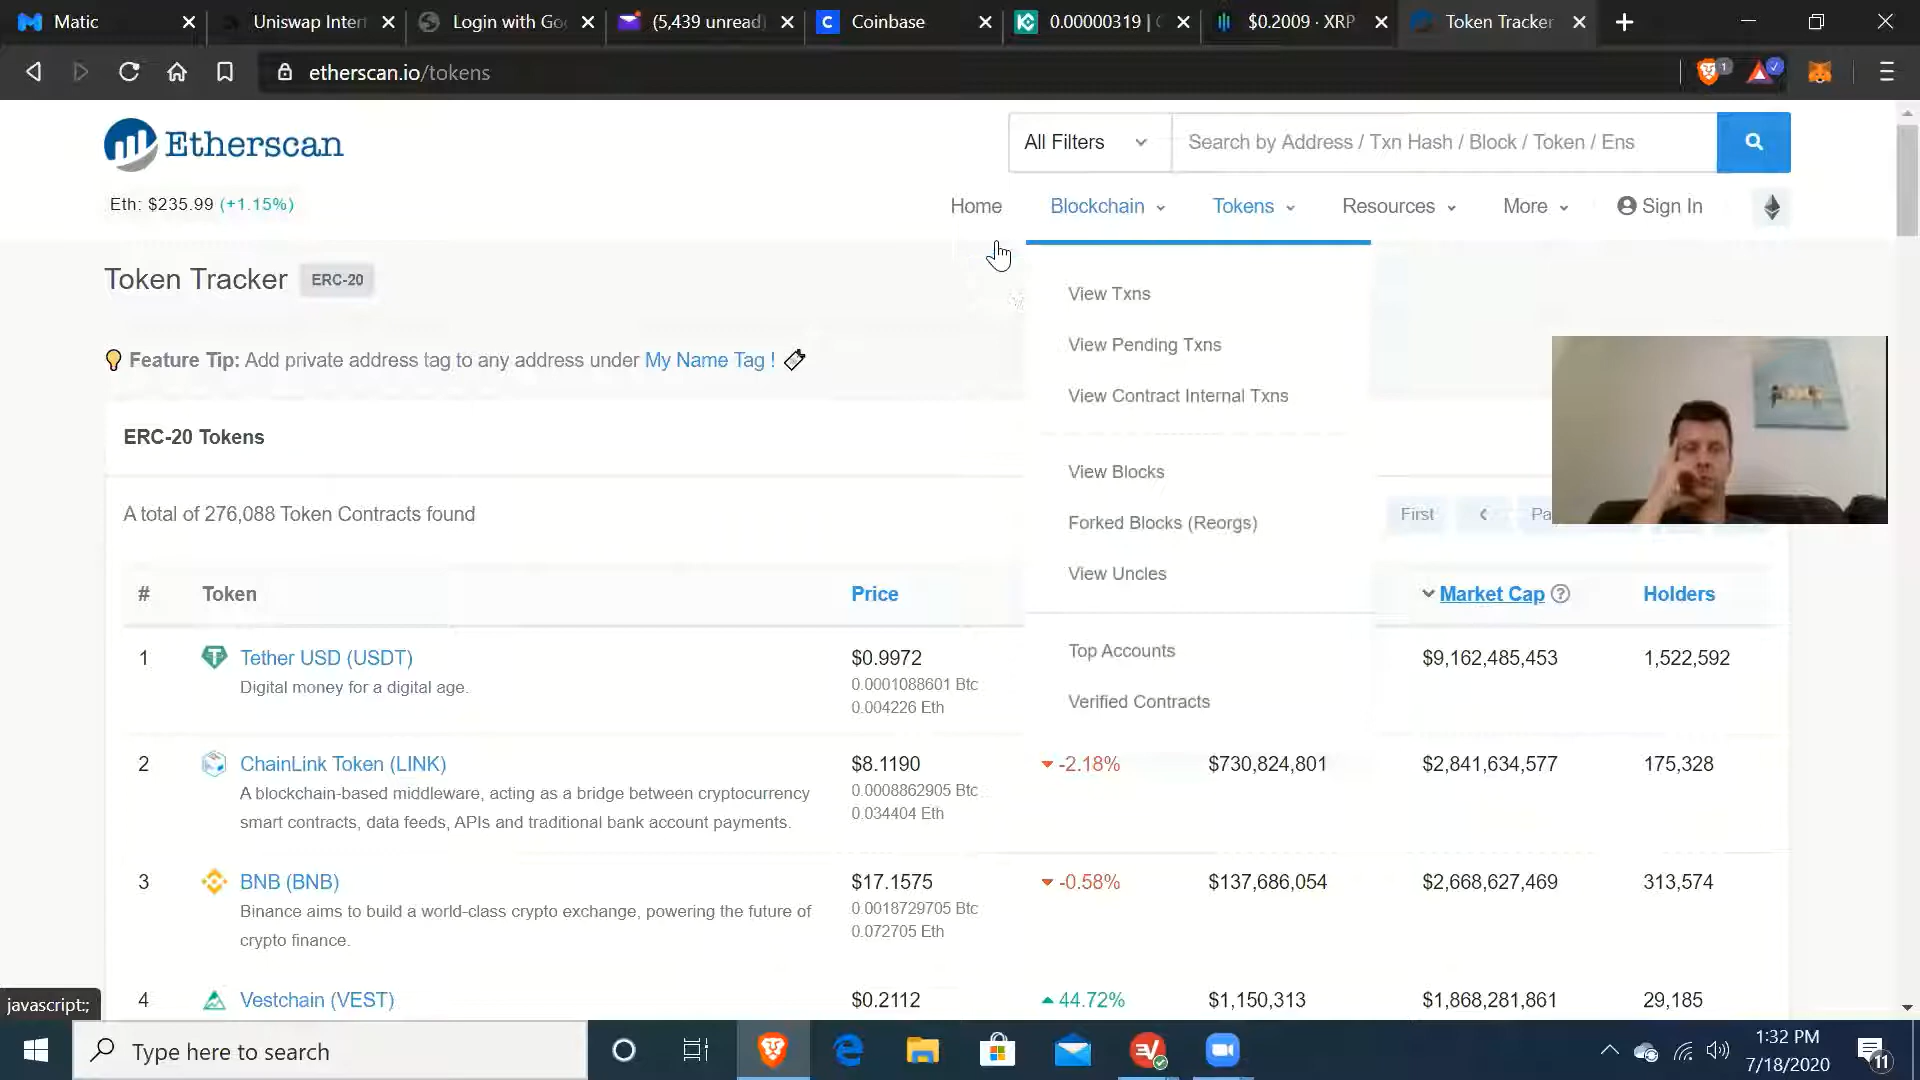 Matic
Uniswap Inter
Login with Go
(5,439 unread)
Coinbase
0.00000319 |
$0.2009 · XRP
Token Tracker
etherscan.io/tokens
1
Etherscan
All Filters
Search by Address / Txn Hash / Block / Token / Ens
Eth: $235.99 (+1.15%)
Home
Blockchain
Tokens
Resources
More
Sign In
Token Tracker
ERC-20
View Txns
View Pending Txns
View Contract Internal Txns
View Blocks
Forked Blocks (Reorgs)
View Uncles
Top Accounts
Verified Contracts
Feature Tip: Add private address tag to any address under My Name Tag !
ERC-20 Tokens
A total of 276,088 Token Contracts found
First
Pa
# Token Price Market Cap Holders
1 Tether USD (USDT) $0.9972 $9,162,485,453 1,522,592
Digital money for a digital age.
0.0001088601 Btc
0.004226 Eth
2 ChainLink Token (LINK) $8.1190 -2.18% $730,824,801 $2,841,634,577 175,328
A blockchain-based middleware, acting as a bridge between cryptocurrency
smart contracts, data feeds, APIs and traditional bank account payments.
0.0008862905 Btc
0.034404 Eth
3 BNB (BNB) $17.1575 -0.58% $137,686,054 $2,668,627,469 313,574
Binance aims to build a world-class crypto exchange, powering the future of
crypto finance.
0.0018729705 Btc
0.072705 Eth
4 Vestchain (VEST) $0.2112 44.72% $1,150,313 $1,868,281,861 29,185
javascript:;
Type here to search
1:32 PM
7/18/2020
11